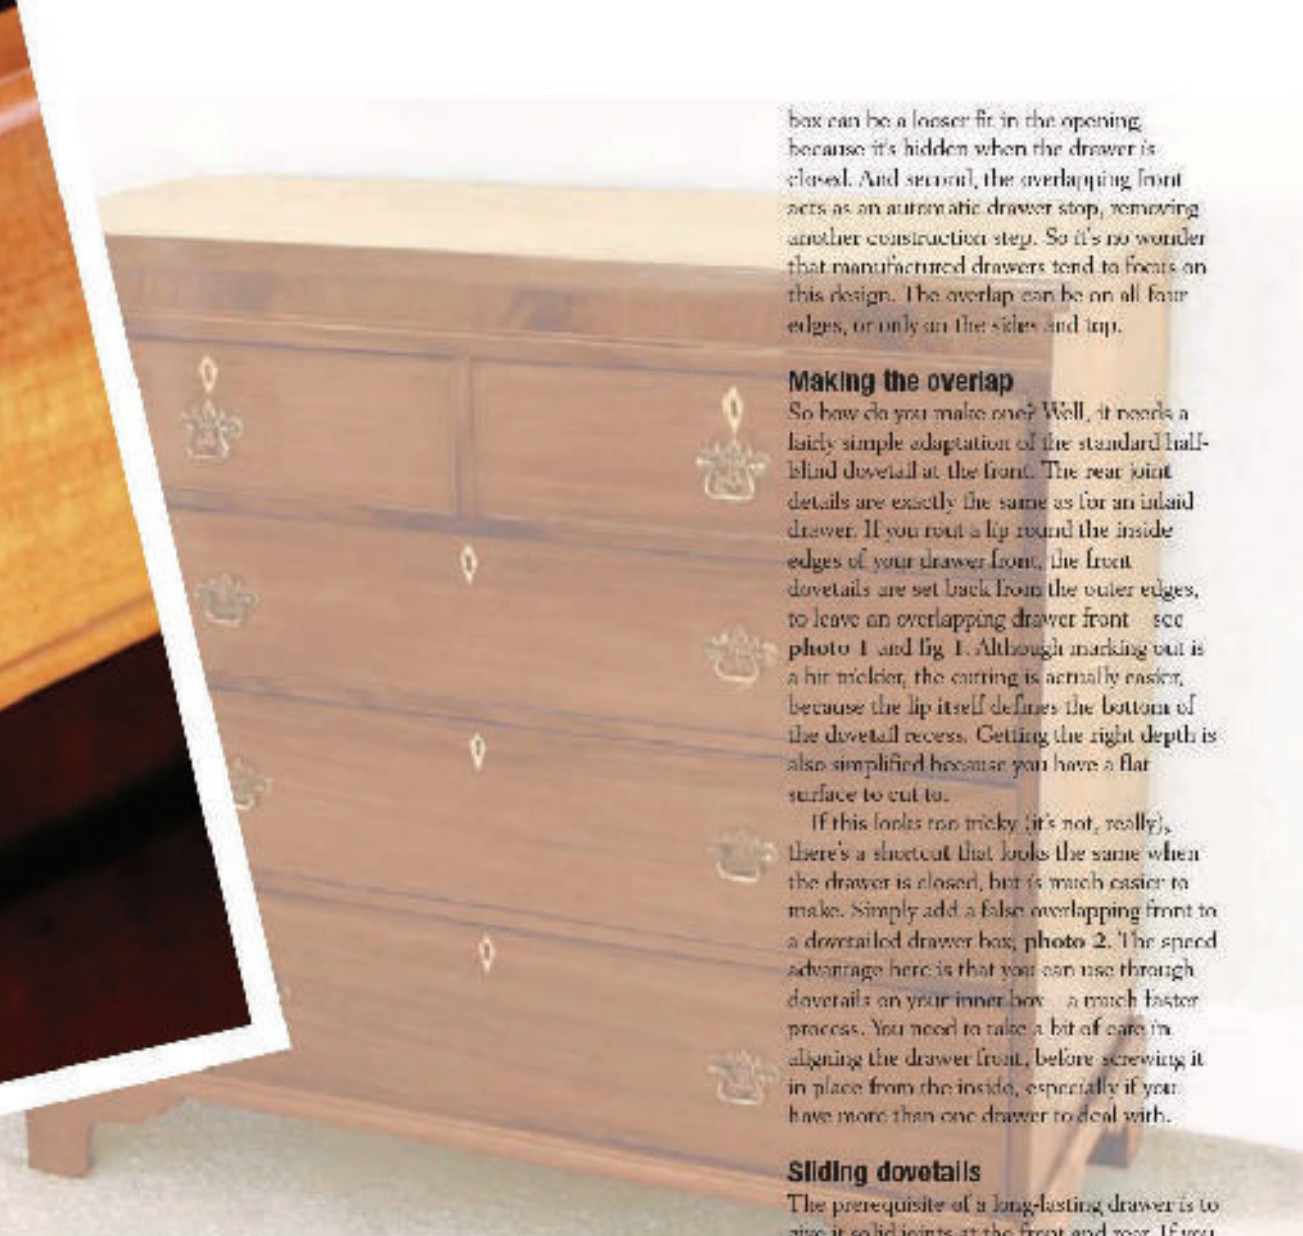 box can be a looser fit in the opening,
because it's hidden when the drawer is
closed. And second, the overlapping front
acts as an automatic drawer stop, removing
another construction step. So it's no wonder
that manufactured drawers tend to focus on
this design. The overlap can be on all four
edges, or only on the sides and top.
Making the overlap
So how do you make one? Well, it needs a
fairly simple adaptation of the standard half-
blind dovetail at the front. The rear joint
details are exactly the same as for an inlaid
drawer. If you rout a lip round the inside
edges of your drawer front, the front
dovetails are set back from the outer edges,
to leave an overlapping drawer front – see
photo 1 and fig 1. Although marking out is
a bit trickier, the cutting is actually easier,
because the lip itself defines the bottom of
the dovetail recess. Getting the right depth is
also simplified because you have a flat
surface to cut to.
If this looks too tricky (it's not, really),
there's a shortcut that looks the same when
the drawer is closed, but is much easier to
make. Simply add a false overlapping front to
a dovetailed drawer box, photo 2. The speed
advantage here is that you can use through
dovetails on your inner box – a much faster
process. You need to take a bit of care in
aligning the drawer front, before screwing it
in place from the inside, especially if you
have more than one drawer to deal with.
Sliding dovetails
The prerequisite of a long-lasting drawer is to
give it solid joints at the front and rear. If you